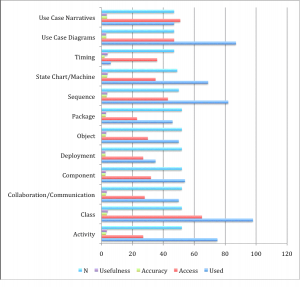 Use Case Narratives
Use Case Diagrams
Timing
State Chart/Machine
Sequence
Package
Object
Deployment
Component
Collaboration/Communication
Class
Activity
0 20 40 60 80 100 120
N Usefulness Accuracy Access Used